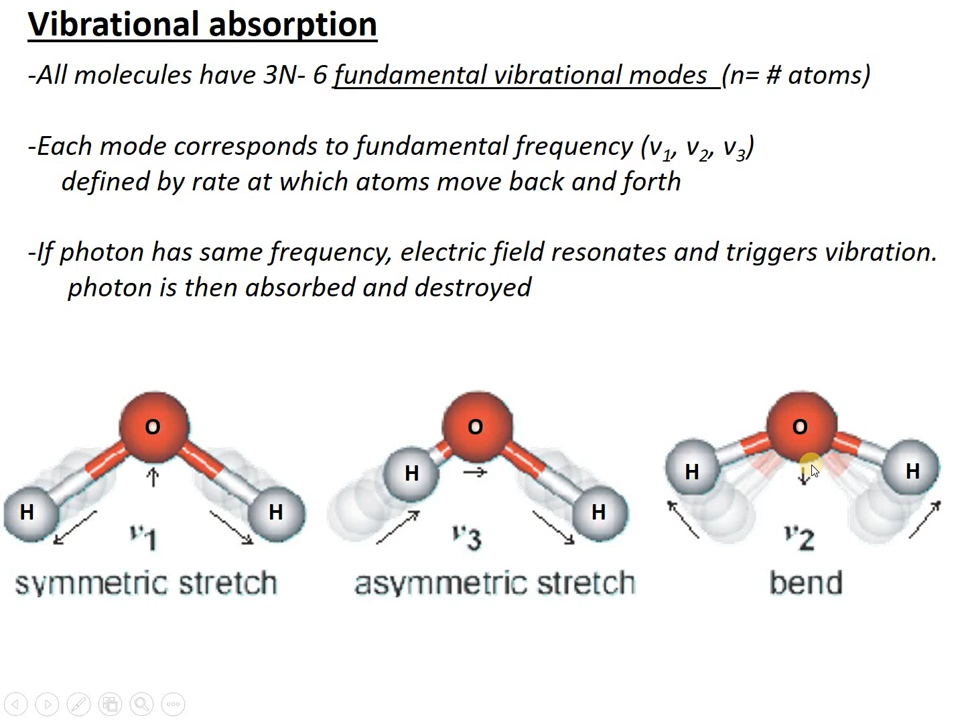 Vibrational absorption
-All molecules have 3N- 6 fundamental vibrational modes (n= # atoms)
-Each mode corresponds to fundamental frequency (v₁, v₂, v₃)
defined by rate at which atoms move back and forth
-If photon has same frequency, electric field resonates and triggers vibration.
photon is then absorbed and destroyed
O O O
H H H H H H
ν₁ ν₃ ν₂
symmetric stretch asymmetric stretch bend